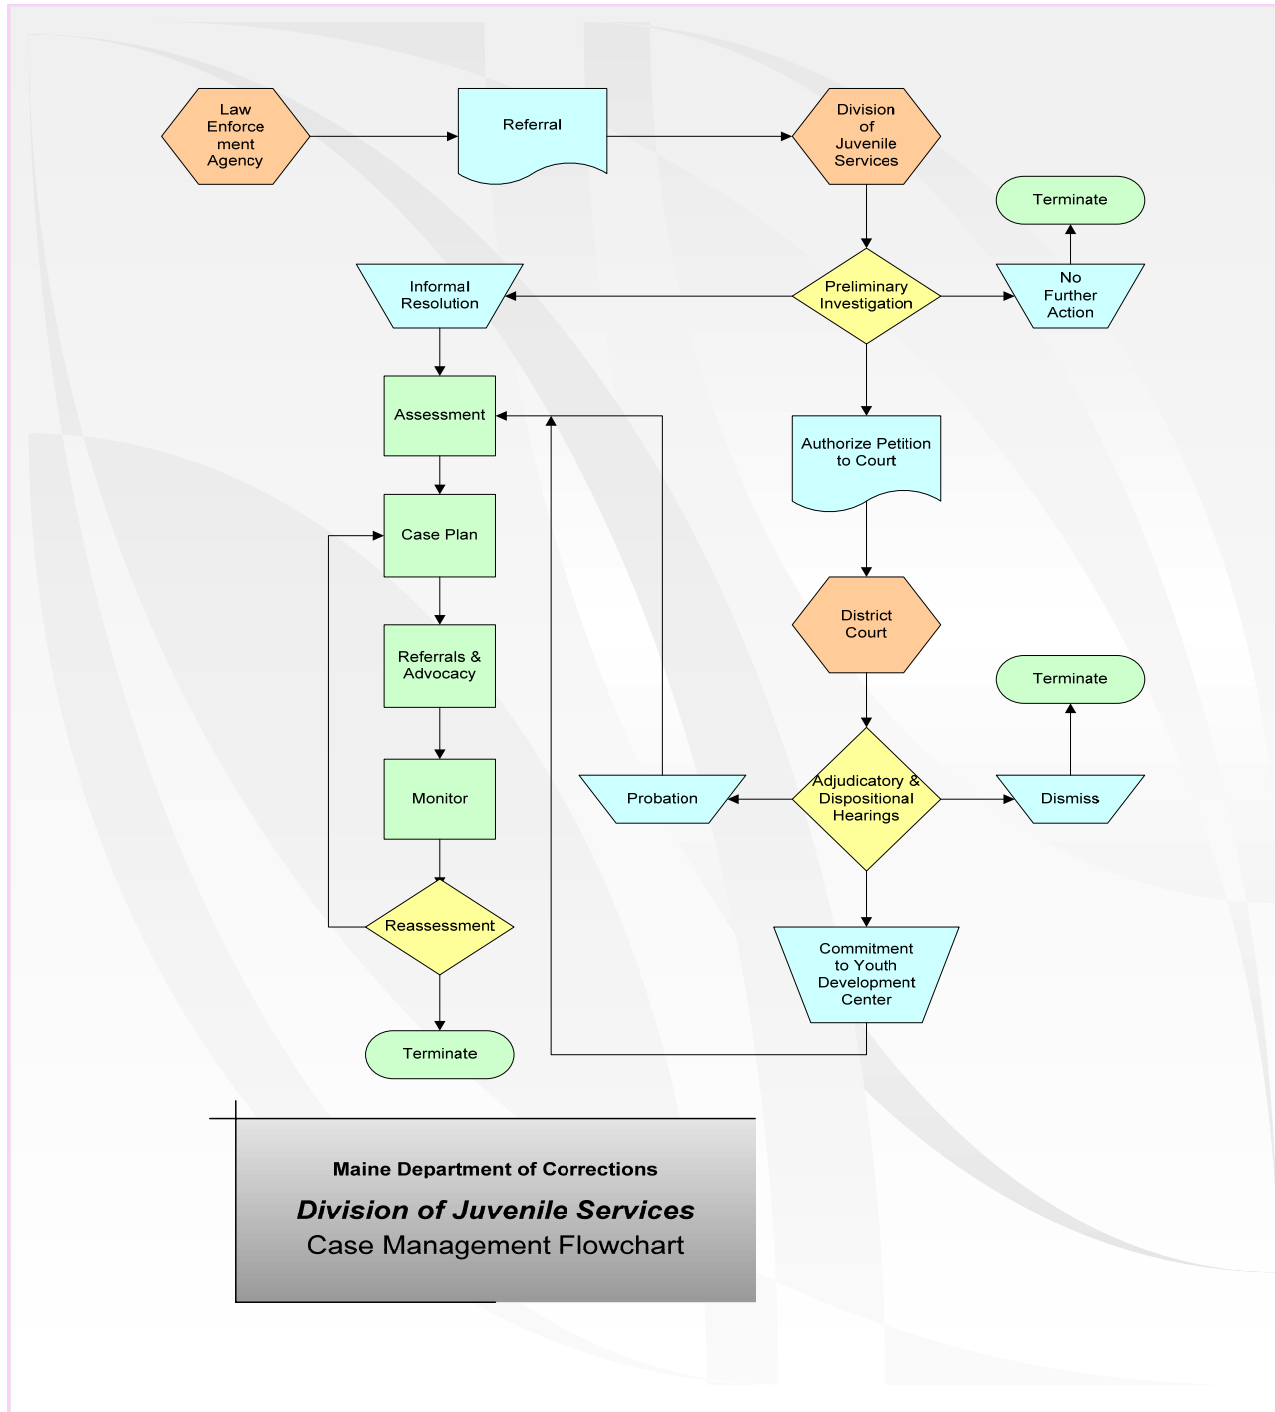 Law
Enforce
ment
Agency
Referral
Division
of
Juvenile
Services
Terminate
Informal
Resolution
Preliminary
Investigation
No
Further
Action
Assessment
Authorize Petition
to Court
Case Plan
District
Court
Referrals &
Advocacy
Terminate
Monitor
Probation
Adjudicatory &
Dispositional
Hearings
Dismiss
Reassessment
Commitment
to Youth
Development
Center
Terminate
Maine Department of Corrections
Division of Juvenile Services
Case Management Flowchart